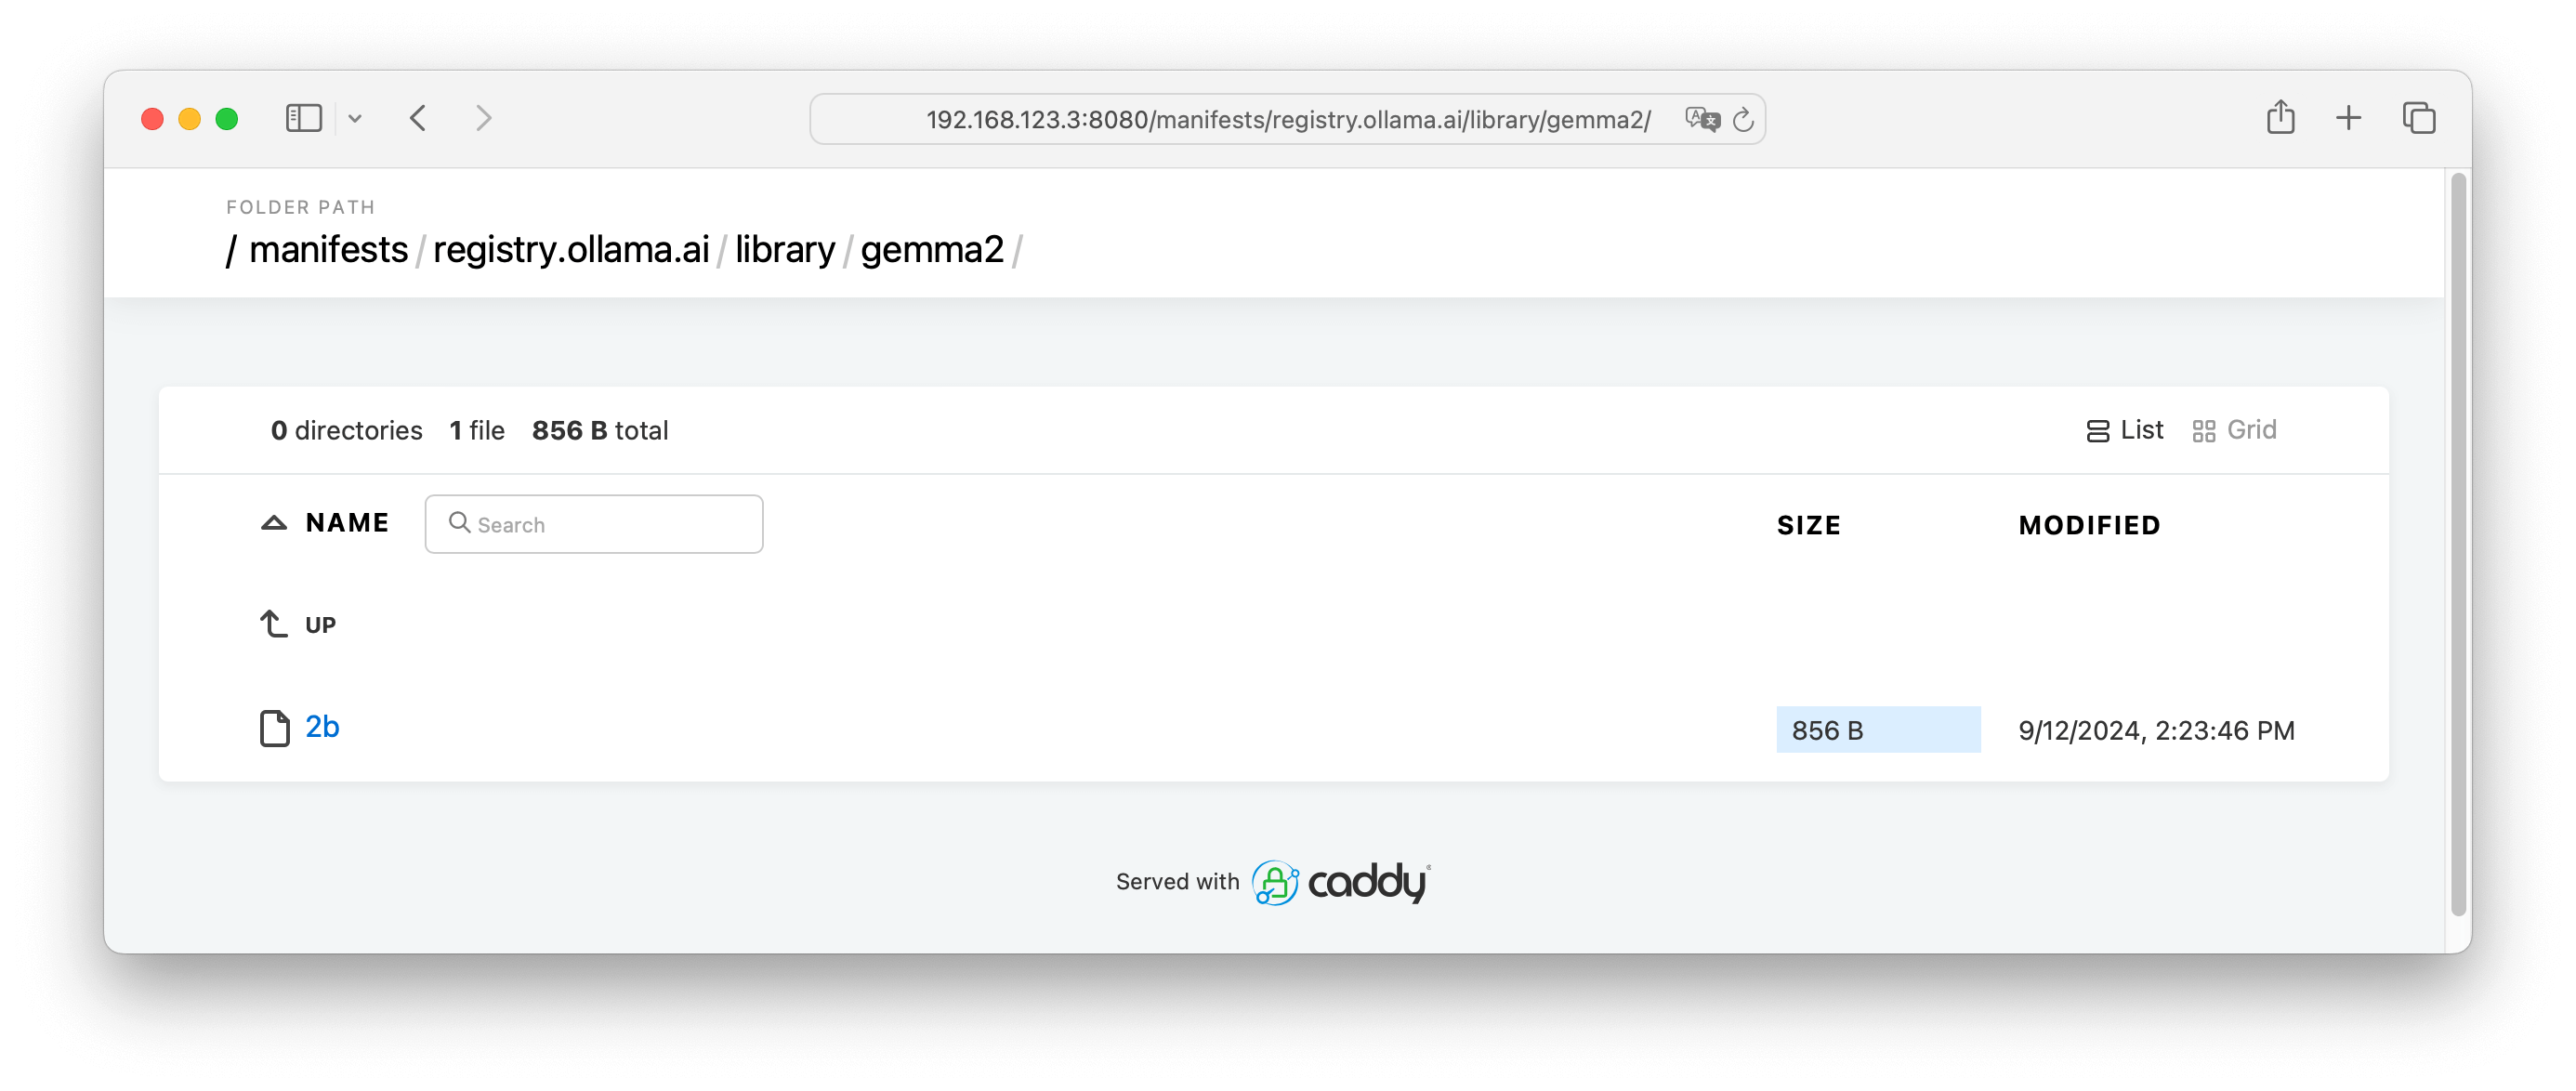 192.168.123.3:8080/manifests/registry.ollama.ai/library/gemma2/
FOLDER PATH
/ manifests / registry.ollama.ai / library / gemma2 /
0 directories 1 file 856 B total
List Grid
NAME Search SIZE MODIFIED
UP
2b 856 B 9/12/2024, 2:23:46 PM
Served with caddy